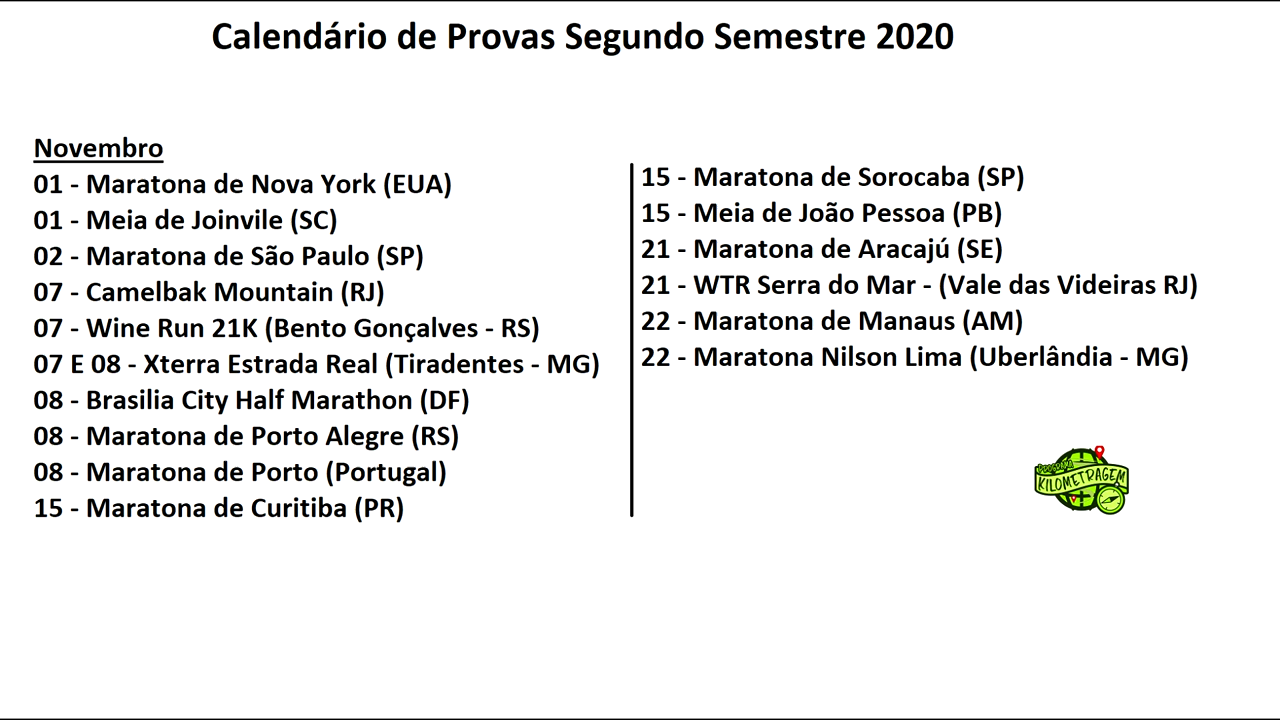 Calendário de Provas Segundo Semestre 2020
Novembro
01 - Maratona de Nova York (EUA)
01 - Meia de Joinvile (SC)
02 - Maratona de São Paulo (SP)
07 - Camelbak Mountain (RJ)
07 - Wine Run 21K (Bento Gonçalves - RS)
07 E 08 - Xterra Estrada Real (Tiradentes - MG)
08 - Brasilia City Half Marathon (DF)
08 - Maratona de Porto Alegre (RS)
08 - Maratona de Porto (Portugal)
15 - Maratona de Curitiba (PR)
15 - Maratona de Sorocaba (SP)
15 - Meia de João Pessoa (PB)
21 - Maratona de Aracajú (SE)
21 - WTR Serra do Mar - (Vale das Videiras RJ)
22 - Maratona de Manaus (AM)
22 - Maratona Nilson Lima (Uberlândia - MG)
PROGRAMA
KILOMETRAGEM